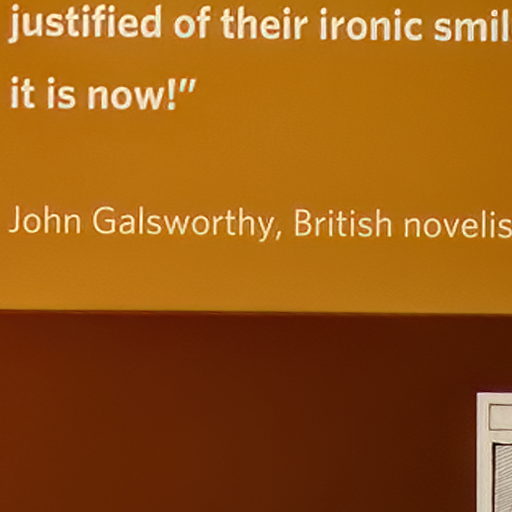 justified of their ironic smil
it is now!”
John Galsworthy, British novelis